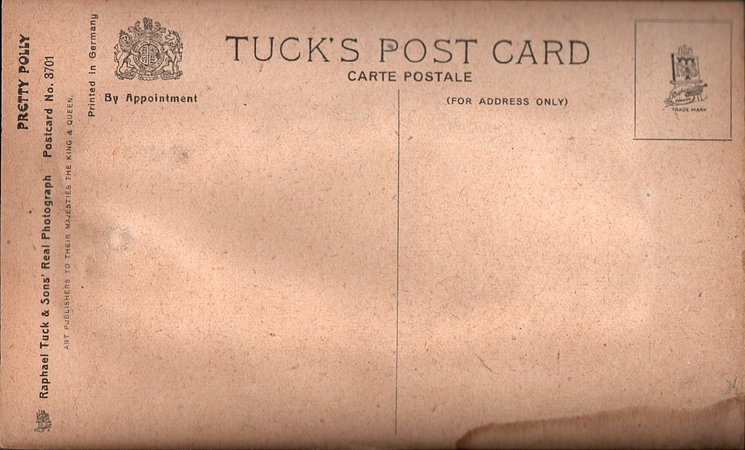 TUCK'S POST CARD
CARTE POSTALE
By Appointment
(FOR ADDRESS ONLY)
TRADE MARK
PRETTY POLLY
Raphael Tuck & Sons' Real Photograph Postcard No. 3701
ART PUBLISHERS TO THEIR MAJESTIES THE KING & QUEEN.
Printed in Germany